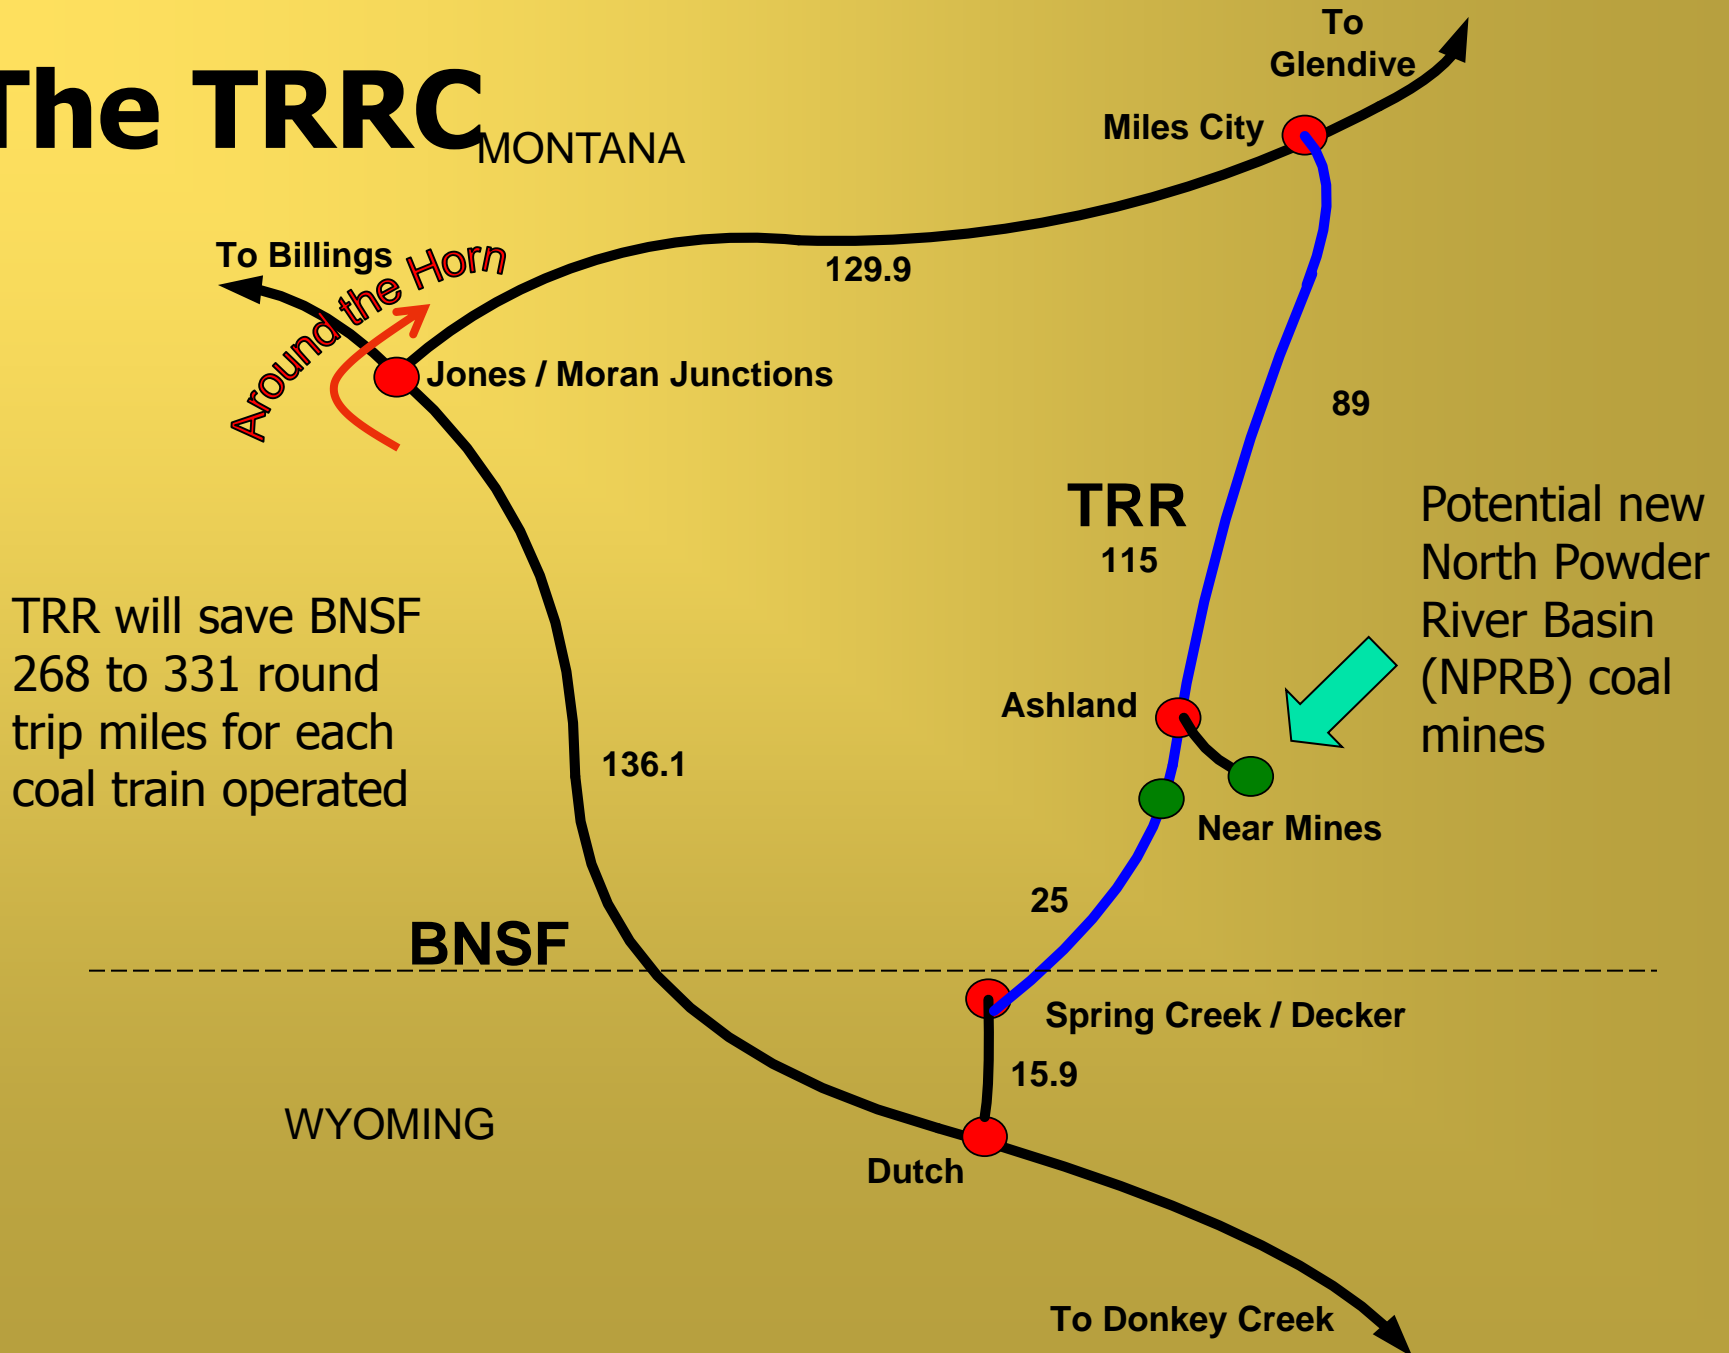 The TRRC
MONTANA
To
Glendive
Miles City
To Billings
Around the Horn
129.9
Jones / Moran Junctions
89
TRR
115
Potential new
North Powder
River Basin
(NPRB) coal
mines
TRR will save BNSF
268 to 331 round
trip miles for each
coal train operated
Ashland
136.1
Near Mines
25
BNSF
Spring Creek / Decker
15.9
WYOMING
Dutch
To Donkey Creek